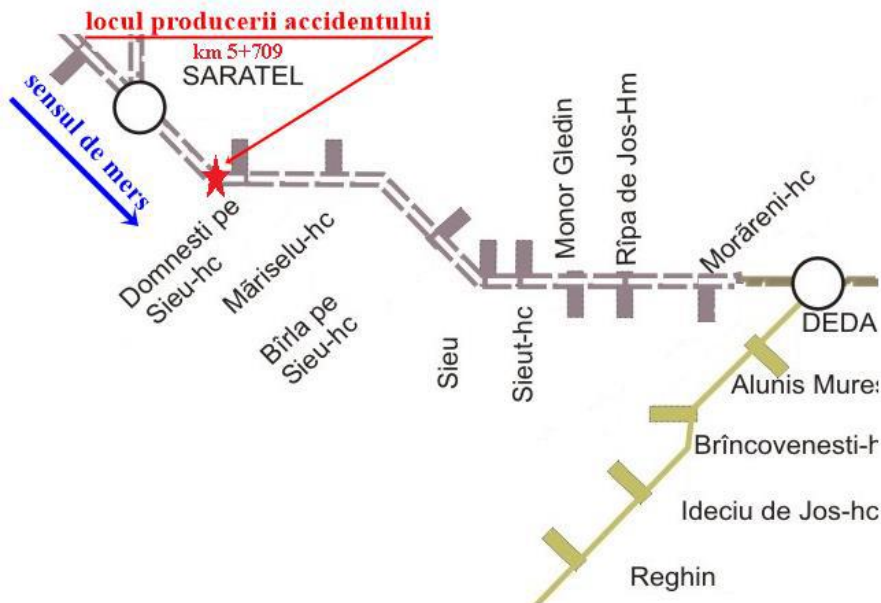 locul producerii accidentului
km 5+709
SARATEL
sensul de mers
Domnesti pe
Sieu-hc
Măriselu-hc
Bîrla pe
Sieu-hc
Sieu
Sieut-hc
Monor Gledin
Rîpa de Jos-Hm
Morãreni-hc
DEDA
Alunis Mures
Brîncovenesti-h
Ideciu de Jos-hc
Reghin